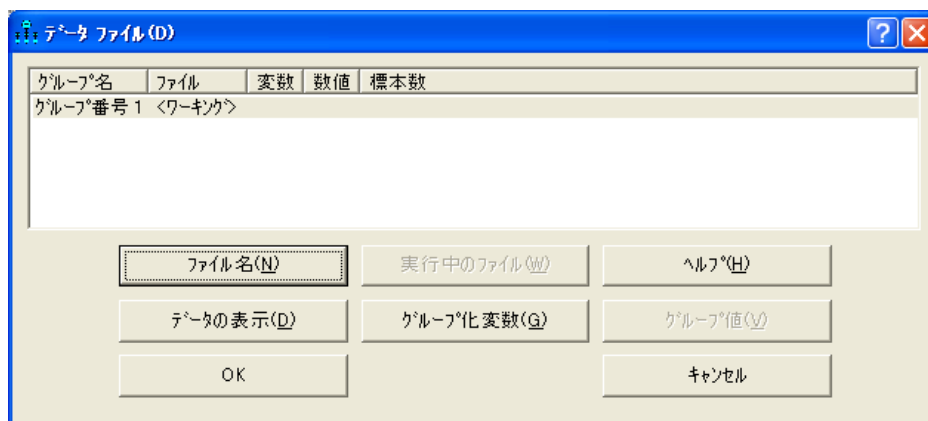 ﾃﾞｰﾀ ﾌｧｲﾙ(D)
ｸﾞﾙｰﾌﾟ名 ﾌｧｲﾙ 変数 数値 標本数
ｸﾞﾙｰﾌﾟ番号 1 <ﾜｰｷﾝｸﾞ>
ﾌｧｲﾙ名(N) 実行中のﾌｧｲﾙ(W) ﾍﾙﾌﾟ(H)
ﾃﾞｰﾀの表示(D) ｸﾞﾙｰﾌﾟ化変数(G) ｸﾞﾙｰﾌﾟ値(V)
OK ｷｬﾝｾﾙ